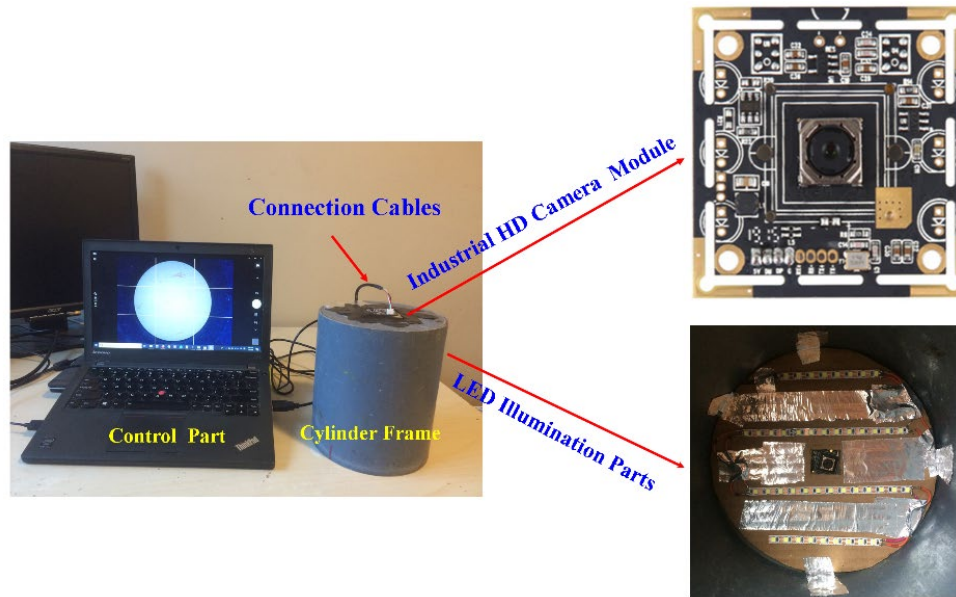 Connection Cables
Industrial HD Camera Module
Control Part
Cylinder Frame
LED Illumination Parts